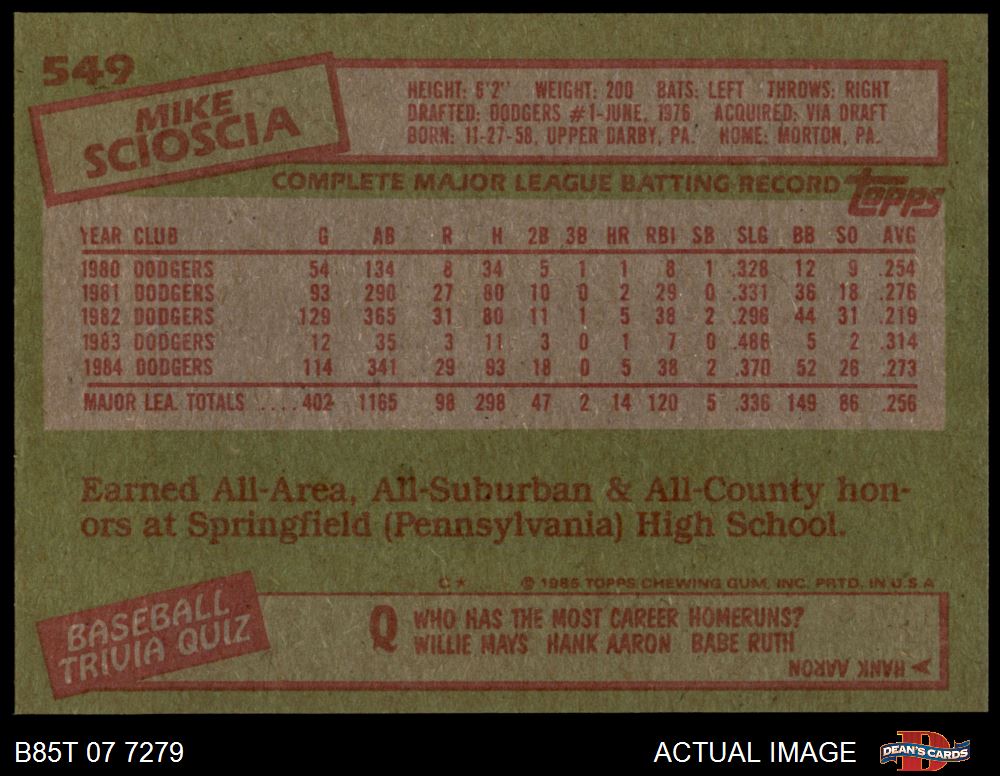 549
MIKE
SCIOSCIA
HEIGHT: 6'2" WEIGHT: 200 BATS: LEFT THROWS: RIGHT
DRAFTED: DODGERS #1-JUNE, 1976 ACQUIRED: VIA DRAFT
BORN: 11-27-58, UPPER DARBY, PA. HOME: MORTON, PA.
COMPLETE MAJOR LEAGUE BATTING RECORD topps
YEAR CLUB G AB R H 2B 3B HR RBI SB SLG BB SO AVG
1980 DODGERS 54 134 8 34 5 1 1 8 1 .328 12 9 .254
1981 DODGERS 93 290 27 80 10 0 2 29 0 .331 36 18 .276
1982 DODGERS 129 365 31 80 11 1 5 38 2 .296 44 31 .219
1983 DODGERS 12 35 3 11 3 0 1 7 0 .486 5 2 .314
1984 DODGERS 114 341 29 93 18 0 5 38 2 .370 52 26 .273
MAJOR LEA. TOTALS ....402 1165 98 298 47 2 14 120 5 .336 149 86 .256
Earned All-Area, All-Suburban & All-County hon-
ors at Springfield (Pennsylvania) High School.
C* © 1985 TOPPS CHEWING GUM, INC. PRTD. IN U.S.A
BASEBALL
TRIVIA QUIZ
Q WHO HAS THE MOST CAREER HOMERUNS?
WILLIE MAYS HANK AARON BABE RUTH
A HANK AARON
B85T 07 7279
ACTUAL IMAGE
D
DEAN'S CARDS